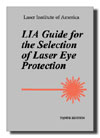 Laser Institute of America
LIA Guide for the
Selection of
Laser Eye
Protection